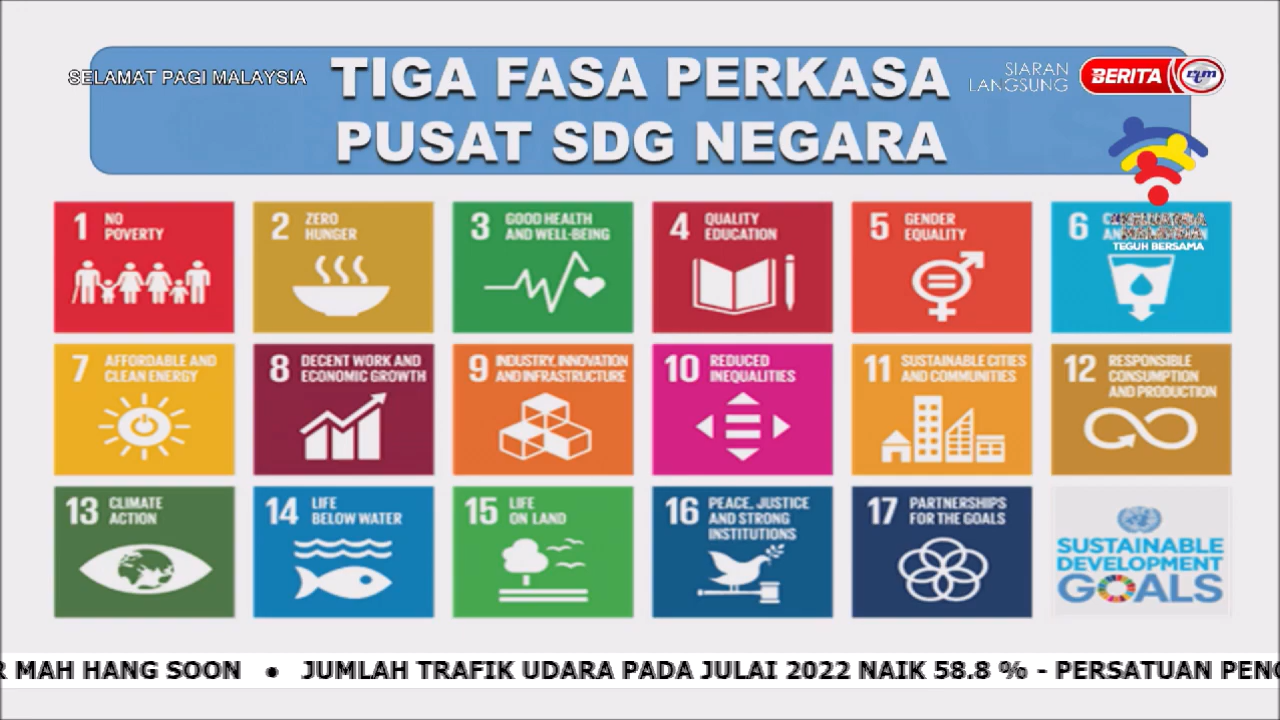 SELAMAT PAGI MALAYSIA
TIGA FASA PERKASA
PUSAT SDG NEGARA
SIARAN
LANGSUNG
BERITA rtm
1 NO
POVERTY
2 ZERO
HUNGER
3 GOOD HEALTH
AND WELL-BEING
4 QUALITY
EDUCATION
5 GENDER
EQUALITY
6
MALAYSIA
TEGUH BERSAMA
7 AFFORDABLE AND
CLEAN ENERGY
8 DECENT WORK AND
ECONOMIC GROWTH
9 INDUSTRY, INNOVATION
AND INFRASTRUCTURE
10 REDUCED
INEQUALITIES
11 SUSTAINABLE CITIES
AND COMMUNITIES
12 RESPONSIBLE
CONSUMPTION
AND PRODUCTION
13 CLIMATE
ACTION
14 LIFE
BELOW WATER
15 LIFE
ON LAND
16 PEACE, JUSTICE
AND STRONG
INSTITUTIONS
17 PARTNERSHIPS
FOR THE GOALS
SUSTAINABLE
DEVELOPMENT
GOALS
R MAH HANG SOON • JUMLAH TRAFIK UDARA PADA JULAI 2022 NAIK 58.8 % - PERSATUAN PENG